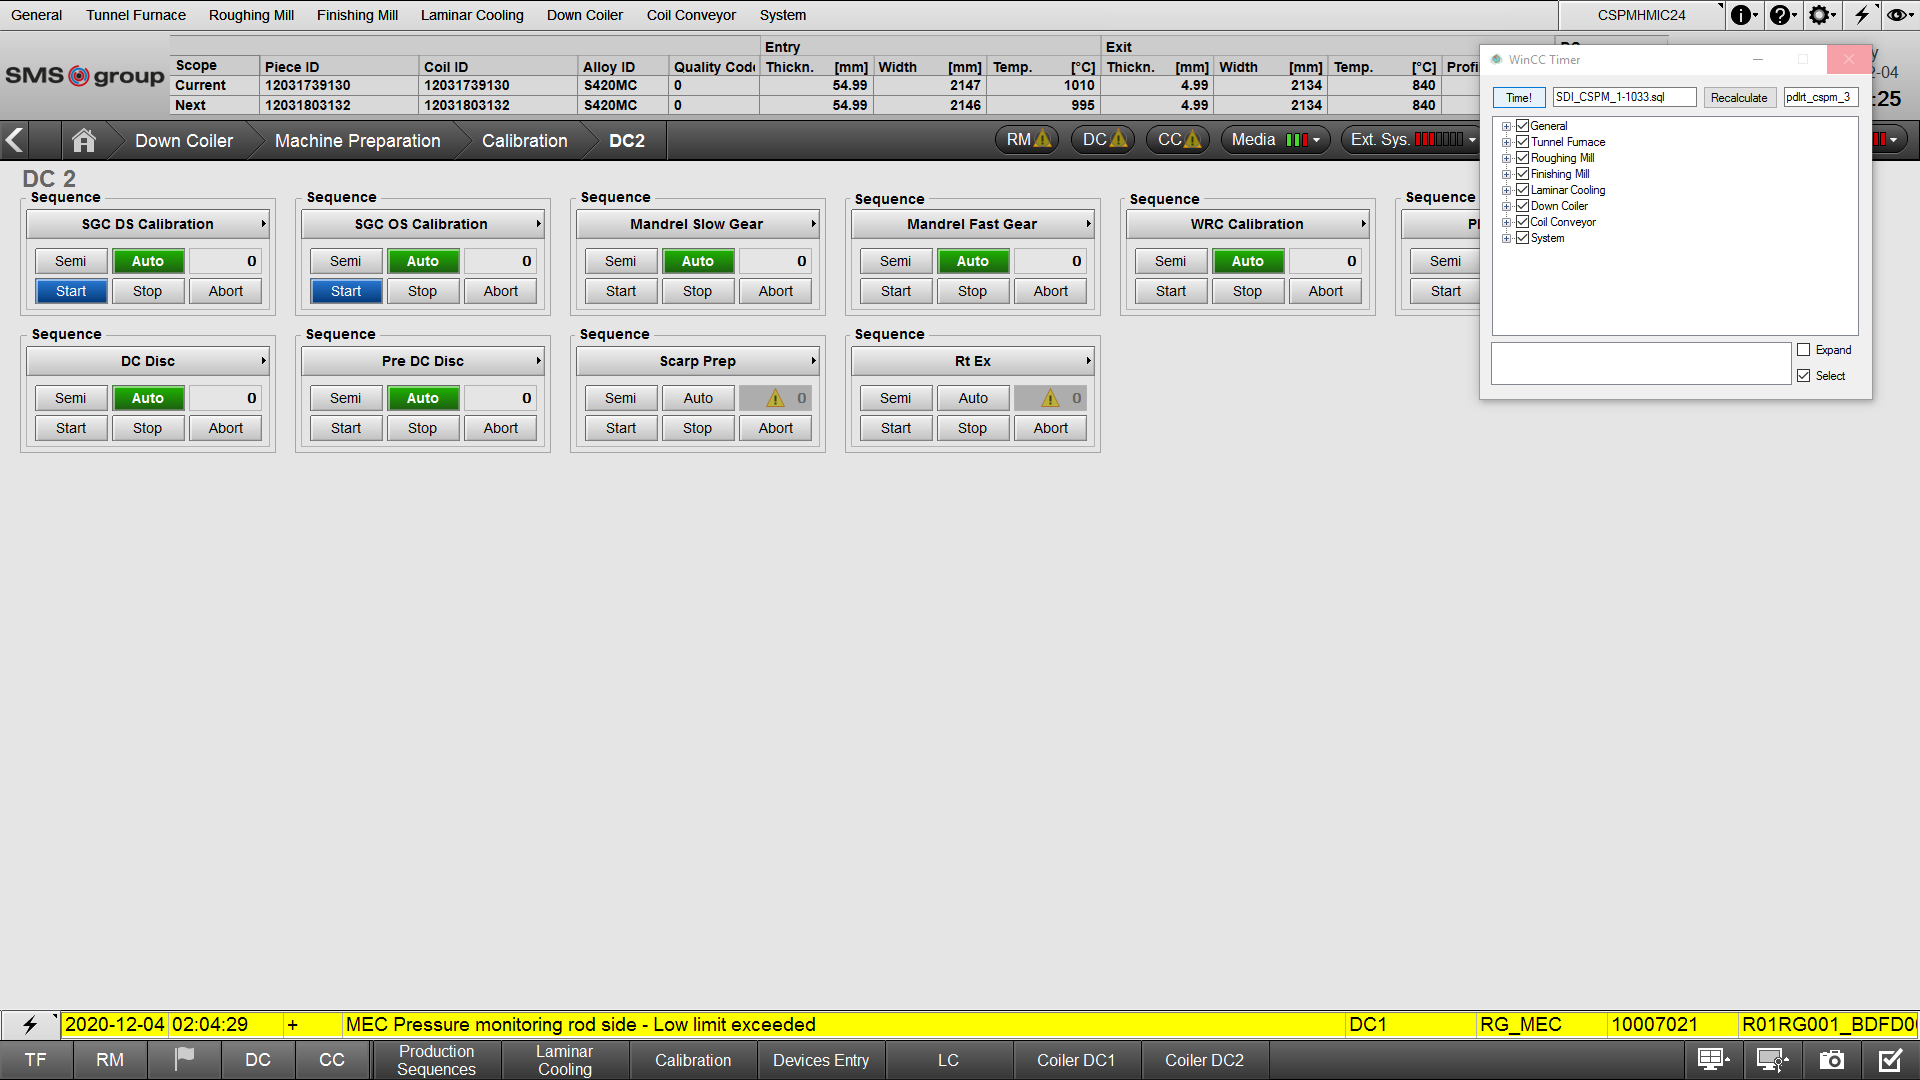 General Tunnel Furnace Roughing Mill Finishing Mill Laminar Cooling Down Coiler Coil Conveyor System CSPMHMIC24
Entry Exit
Scope Piece ID Coil ID Alloy ID Quality Code Thickn. [mm] Width [mm] Temp. [°C] Thickn. [mm] Width [mm] Temp. [°C] Profi
SMS group
Current 12031739130 12031739130 S420MC 0 54.99 2147 1010 4.99 2134 840
Next 12031803132 12031803132 S420MC 0 54.99 2146 995 4.99 2134 840
-04
:25
Down Coiler Machine Preparation Calibration DC2 RM DC CC Media Ext. Sys.
WinCC Timer
Time! SDI_CSPM_1-1033.sql Recalculate pdlrt_cspm_3
General
Tunnel Furnace
Roughing Mill
Finishing Mill
Laminar Cooling
Down Coiler
Coil Conveyor
System
Expand
Select
DC 2
Sequence Sequence Sequence Sequence Sequence Sequence
SGC DS Calibration SGC OS Calibration Mandrel Slow Gear Mandrel Fast Gear WRC Calibration
Semi Auto 0 Semi Auto 0 Semi Auto 0 Semi Auto 0 Semi Auto 0 Semi
Start Stop Abort Start Stop Abort Start Stop Abort Start Stop Abort Start Stop Abort Start
Sequence Sequence Sequence Sequence
DC Disc Pre DC Disc Scarp Prep Rt Ex
Semi Auto 0 Semi Auto 0 Semi Auto 0 Semi Auto 0
Start Stop Abort Start Stop Abort Start Stop Abort Start Stop Abort
2020-12-04 02:04:29 + MEC Pressure monitoring rod side - Low limit exceeded DC1 RG_MEC 10007021 R01RG001_BDFD0
TF RM DC CC Production Sequences Laminar Cooling Calibration Devices Entry LC Coiler DC1 Coiler DC2